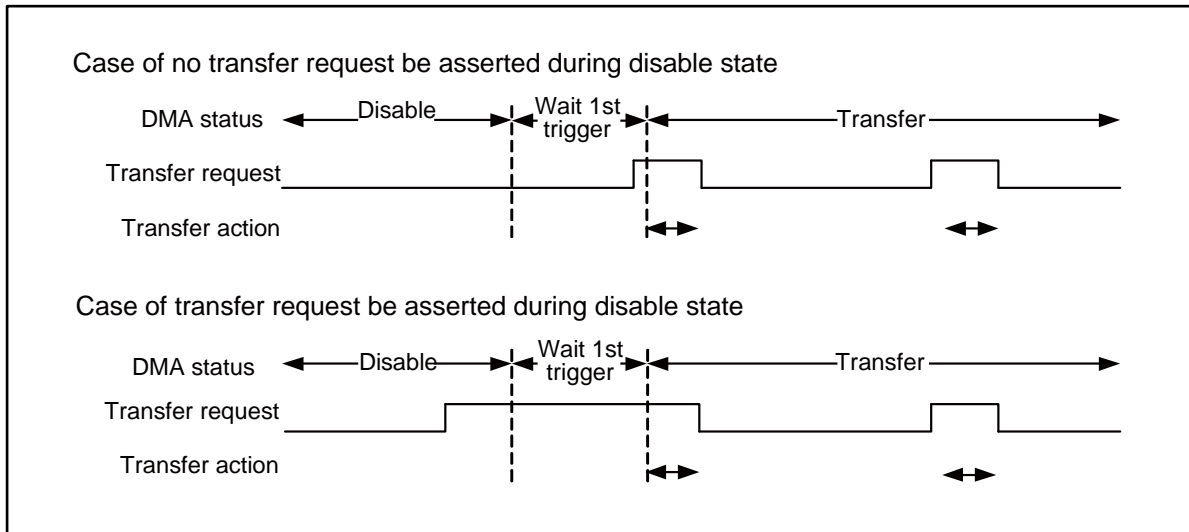 Case of no transfer request be asserted during disable state
DMA status
Disable
Wait 1st
trigger
Transfer
Transfer request
Transfer action
Case of transfer request be asserted during disable state
DMA status
Disable
Wait 1st
trigger
Transfer
Transfer request
Transfer action